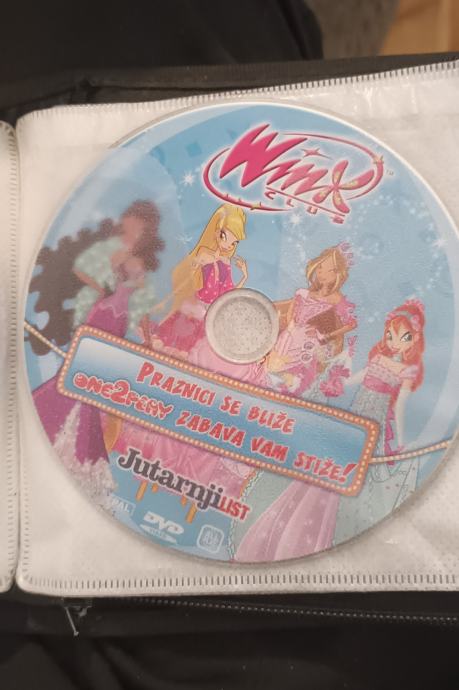 Winx
CLUB
PRAZNICI SE BLIŽE
ONE2PLAY ZABAVA VAM STIŽE!
Jutarnji LIST
PAL
DVD
VIDEO